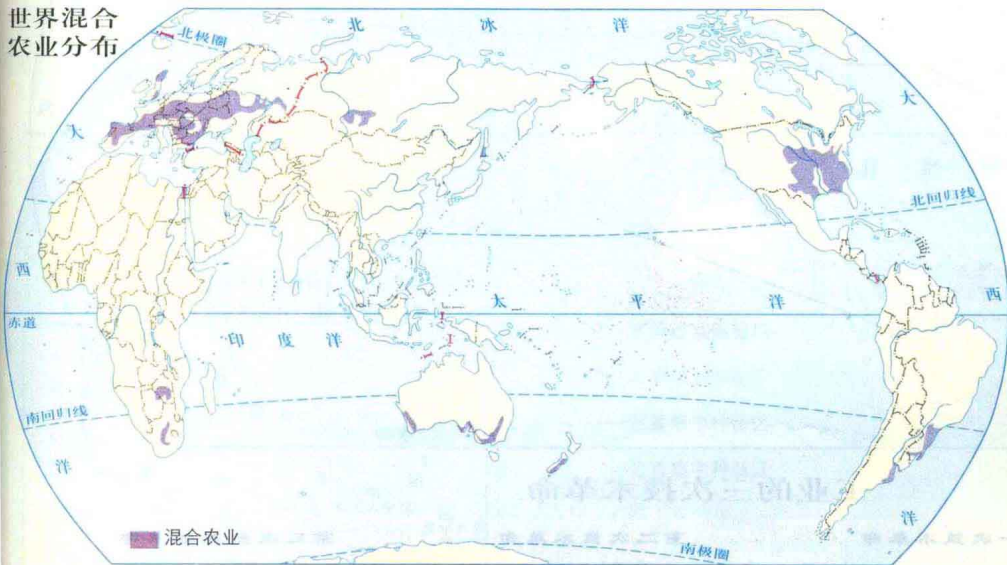 世界混合
农业分布
北冰洋
北极圈
大
大
北回归线
西
太平洋
西
赤道
印度洋
南回归线
洋
洋
混合农业
南极圈